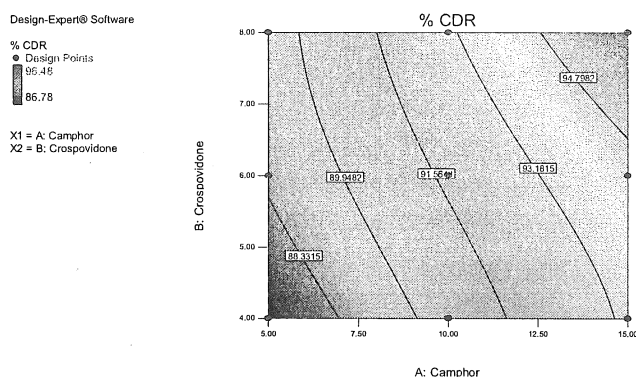 Design-Expert® Software
% CDR
Design Points
96.48
86.78
X1 = A: Camphor
X2 = B: Crospovidone
% CDR
8.00
7.00
6.00
5.00
4.00
B: Crospovidone
94.7982
93.1815
89.9482
88.3315
5.00
7.50
10.00
12.50
15.00
A: Camphor